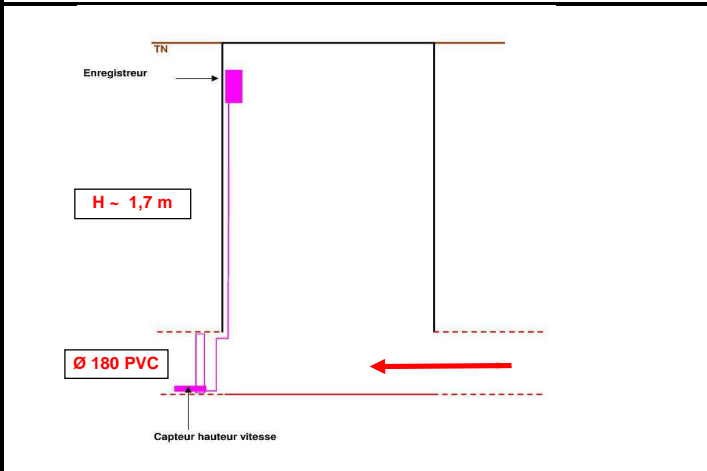 TN
Enregistreur
H ~ 1,7 m
Ø 180 PVC
Capteur hauteur vitesse